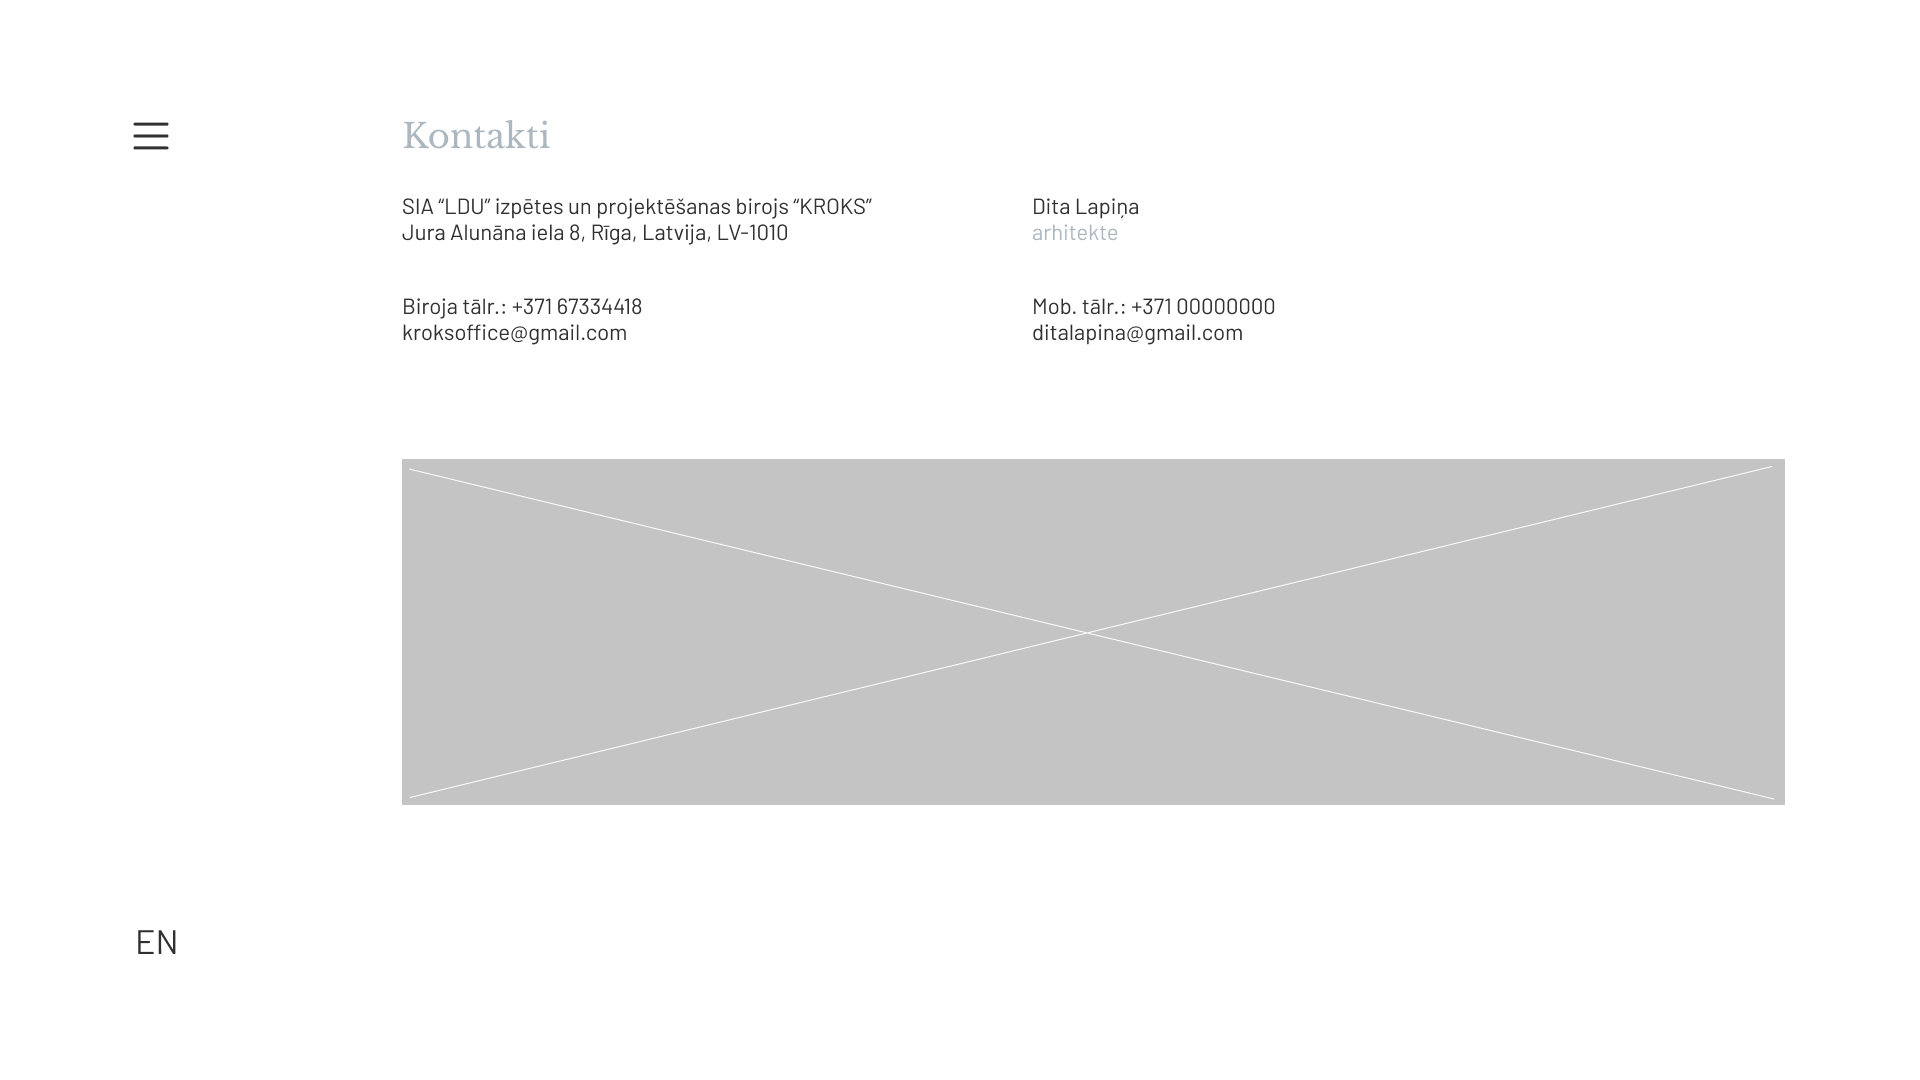 Kontakti
SIA “LDU” izpētes un projektēšanas birojs “KROKS”
Jura Alunāna iela 8, Rīga, Latvija, LV-1010
Biroja tālr.: +371 67334418
kroksoffice@gmail.com
Dita Lapiņa
arhitekte
Mob. tālr.: +371 00000000
ditalapina@gmail.com
EN